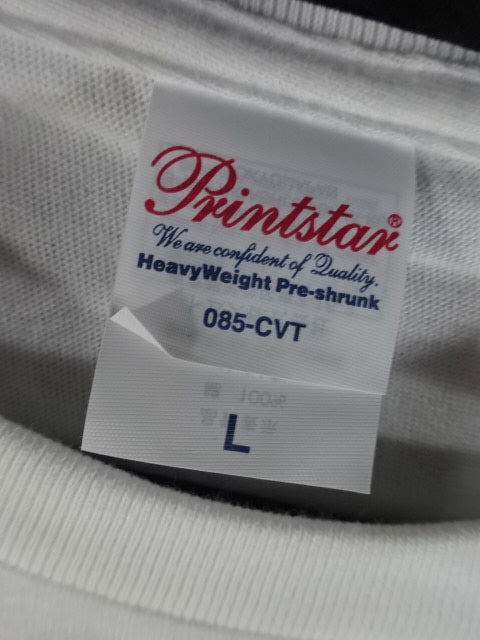 Printstar®
We are confident of Quality.
HeavyWeight Pre-shrunk
085-CVT
L